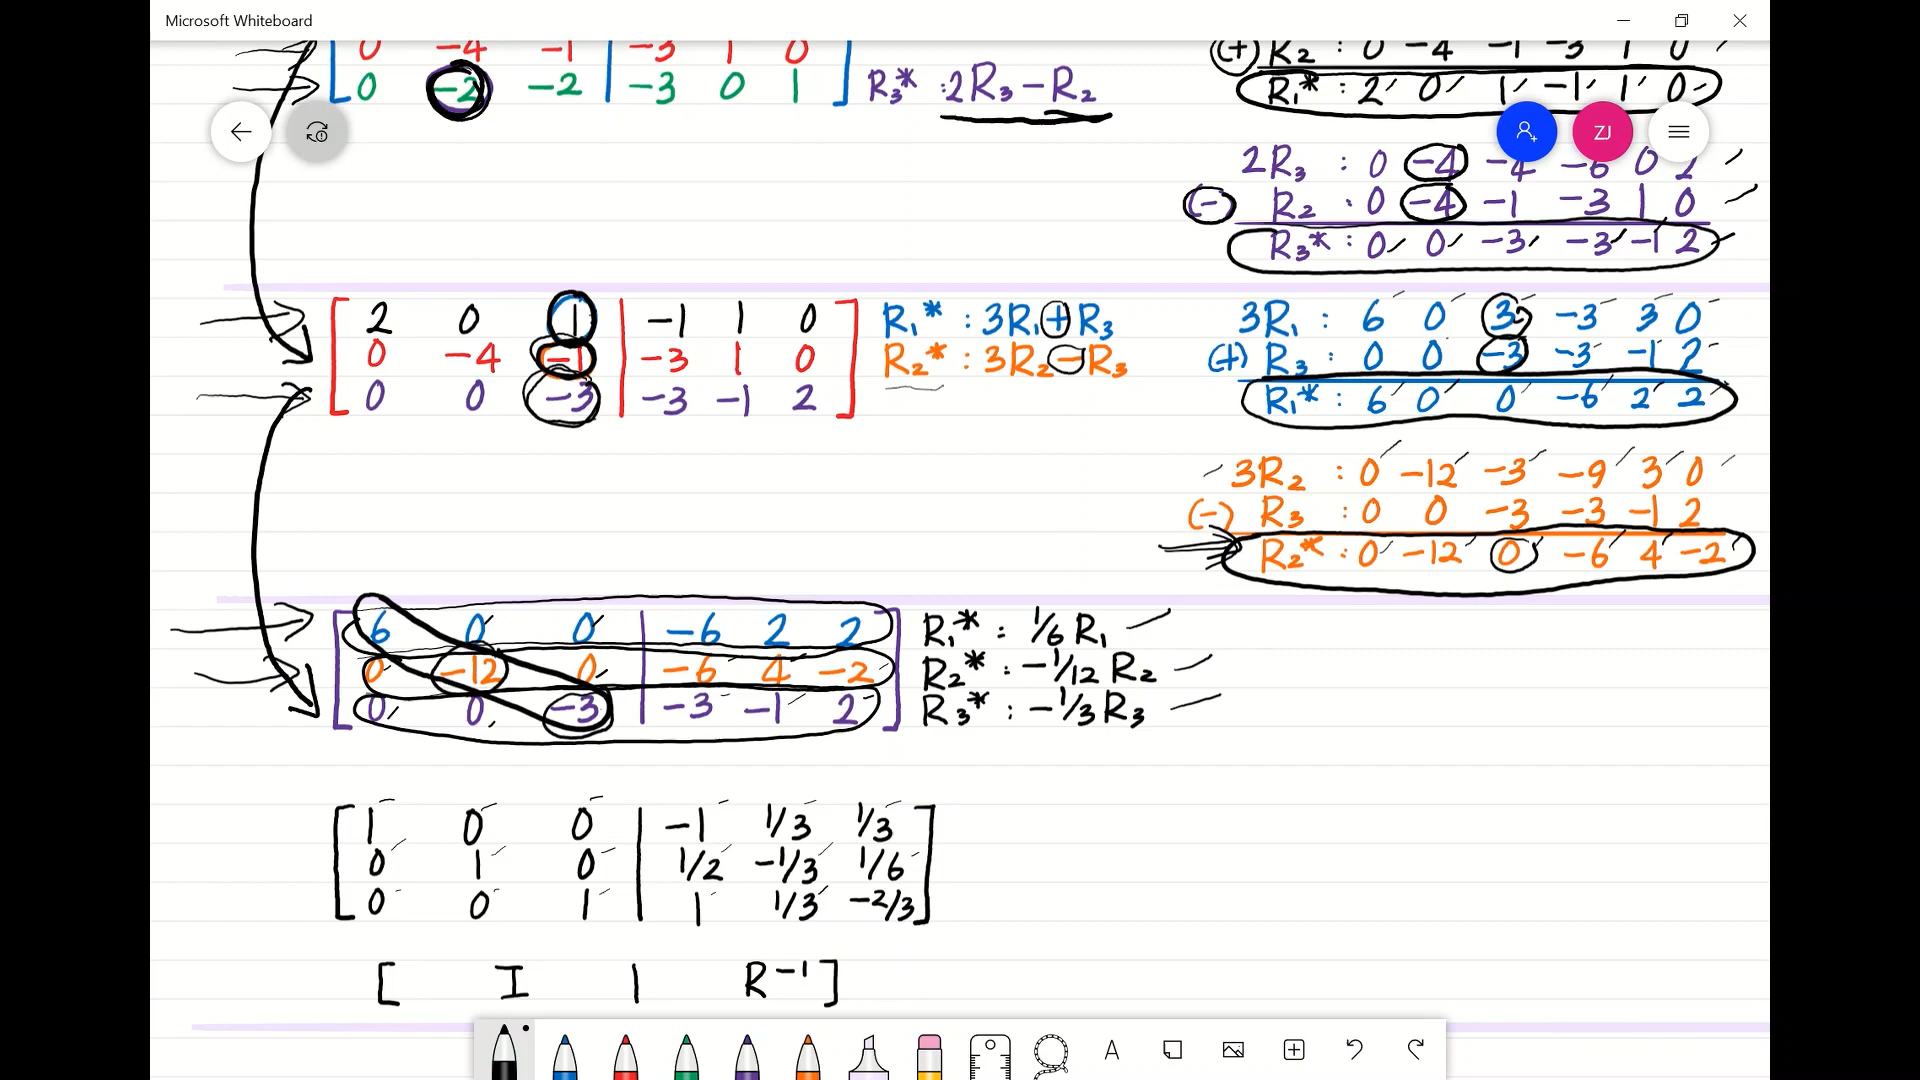 Microsoft Whiteboard
[ 0 -4 -1 | -3 1 0 ]
[ 0 -2 -2 | -3 0 1 ] R₃* : 2R₃ - R₂
(+) R₂ : 0 -4 -1 -3 1 0
R₁* : 2 0 1 -1 1 0
ZJ
2R₃ : 0 -4 -4 -6 0 2
(-) R₂ : 0 -4 -1 -3 1 0
R₃* : 0 0 -3 -3 -1 2
[ 2 0 1 | -1 1 0 ] R₁* : 3R₁ + R₃
[ 0 -4 -1 | -3 1 0 ] R₂* : 3R₂ - R₃
[ 0 0 -3 | -3 -1 2 ]
3R₁ : 6 0 3 -3 3 0
(+) R₃ : 0 0 -3 -3 -1 2
R₁* : 6 0 0 -6 2 2
3R₂ : 0 -12 -3 -9 3 0
(-) R₃ : 0 0 -3 -3 -1 2
R₂* : 0 -12 0 -6 4 -2
[ 6 0 0 | -6 2 2 ] R₁* : 1/6 R₁
[ 0 -12 0 | -6 4 -2 ] R₂* : -1/12 R₂
[ 0 0 -3 | -3 -1 2 ] R₃* : -1/3 R₃
[ 1 0 0 | -1 1/3 1/3 ]
[ 0 1 0 | 1/2 -1/3 1/6 ]
[ 0 0 1 | 1 1/3 -2/3 ]
[ I | R⁻¹ ]
A